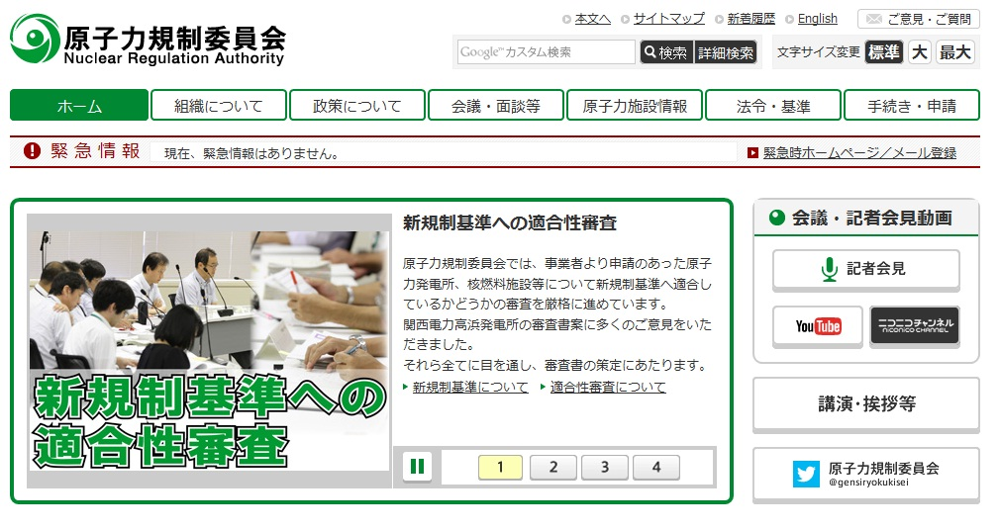 原子力規制委員会
Nuclear Regulation Authority
本文へ サイトマップ 新着履歴 English ご意見・ご質問
Google™ カスタム検索 検索 詳細検索 文字サイズ変更 標準 大 最大
ホーム 組織について 政策について 会議・面談等 原子力施設情報 法令・基準 手続き・申請
緊急情報 現在、緊急情報はありません。 緊急時ホームページ／メール登録
新規制基準への
適合性審査
新規制基準への適合性審査
原子力規制委員会では、事業者より申請のあった原子
力発電所、核燃料施設等について新規制基準へ適合し
ているかどうかの審査を厳格に進めています。
関西電力高浜発電所の審査書案に多くのご意見をいた
だきました。
それら全てに目を通し、審査書の策定にあたります。
新規制基準について 適合性審査について
1 2 3 4
会議・記者会見動画
記者会見
YouTube ニコニコチャンネル
NICONICO CHANNEL
講演・挨拶等
原子力規制委員会
@gensiryokukisei